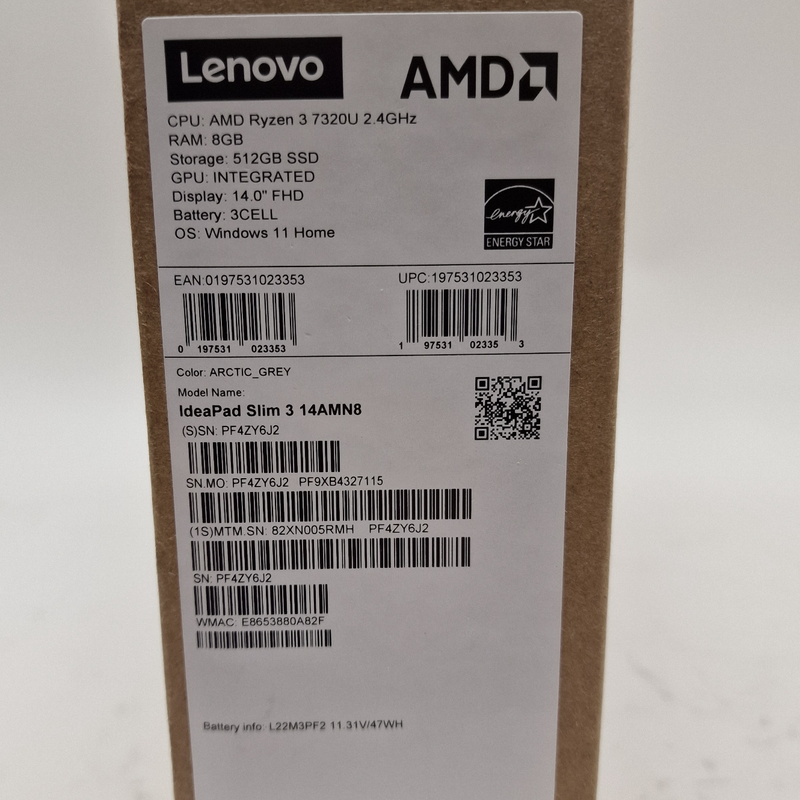 Lenovo
AMD
CPU: AMD Ryzen 3 7320U 2.4GHz
RAM: 8GB
Storage: 512GB SSD
GPU: INTEGRATED
Display: 14.0" FHD
Battery: 3CELL
OS: Windows 11 Home
energy
ENERGY STAR
EAN:0197531023353
UPC:197531023353
0 197531 023353
1 97531 02335 3
Color: ARCTIC_GREY
Model Name:
IdeaPad Slim 3 14AMN8
(S)SN: PF4ZY6J2
SN.MO: PF4ZY6J2 PF9XB4327115
(1S)MTM.SN: 82XN005RMH PF4ZY6J2
SN: PF4ZY6J2
WMAC: E8653880A82F
Battery info: L22M3PF2 11.31V/47WH